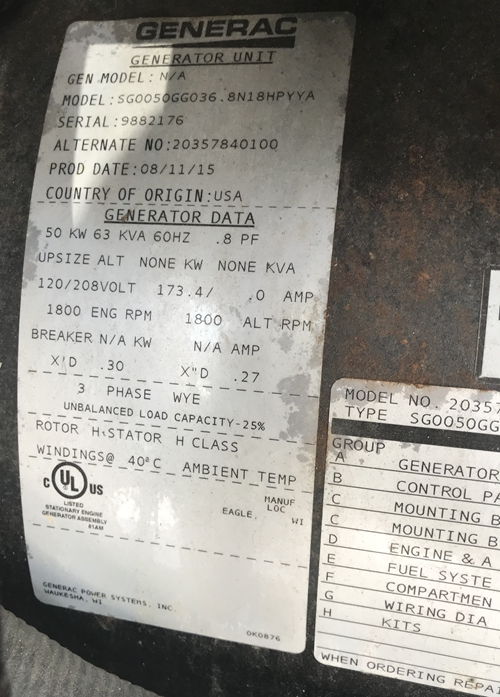 GENERAC
GENERATOR UNIT
GEN MODEL: N/A
MODEL: SG0050GG036.8N18HPYYA
SERIAL: 9882176
ALTERNATE NO: 20357840100
PROD DATE: 08/11/15
COUNTRY OF ORIGIN: USA
GENERATOR DATA
50 KW 63 KVA 60HZ .8 PF
UPSIZE ALT NONE KW NONE KVA
120/208VOLT 173.4/ .0 AMP
1800 ENG RPM 1800 ALT RPM
BREAKER N/A KW N/A AMP
X'D .30 X"D .27
3 PHASE WYE
UNBALANCED LOAD CAPACITY-25%
ROTOR H STATOR H CLASS
WINDINGS@ 40°C AMBIENT TEMP
C UL US
LISTED
STATIONARY ENGINE
GENERATOR ASSEMBLY
61AM
MANUF
LOC
EAGLE, WI
GENERAC POWER SYSTEMS, INC.
WAUKESHA, WI
0K0876
MODEL NO. 2035
TYPE SG0050GG
GROUP
A GENERATOR
B CONTROL PA
C MOUNTING B
C MOUNTING B
D ENGINE & A
E FUEL SYSTE
F COMPARTMEN
G WIRING DIA
H KITS
WHEN ORDERING REPA